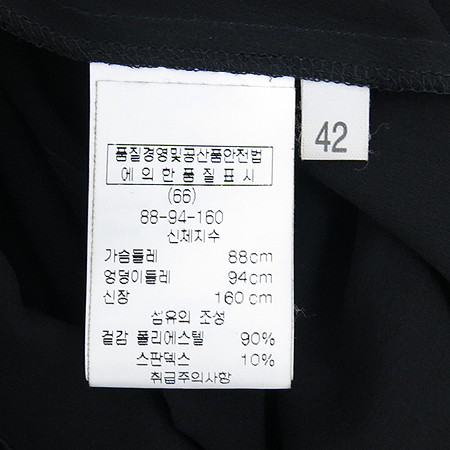 품질경영및공산품안전법
에 의 한 품 질 표 시
(66)
88-94-160
신체치수
가슴둘레 88cm
엉덩이둘레 94cm
신장 160cm
섬유의 조성
겉감 폴리에스텔 90%
스판덱스 10%
취급주의사항
42